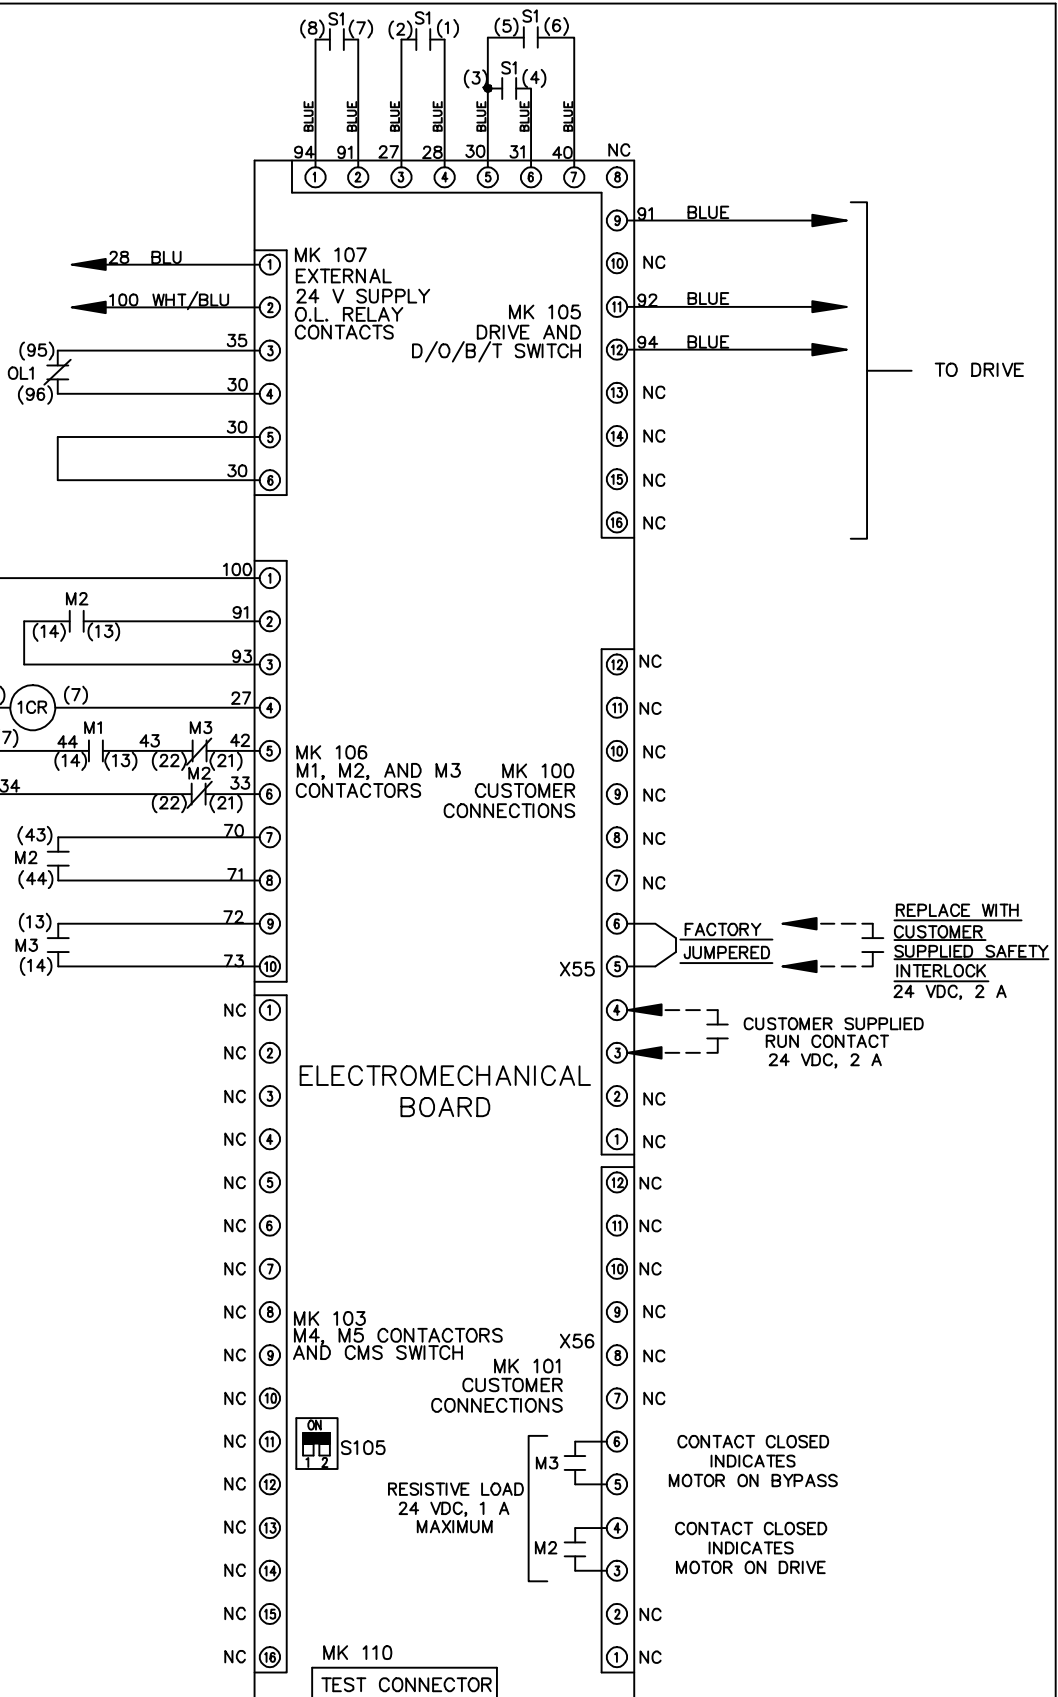 (8) S1 (7) (2) S1 (1) (5) S1 (6)
(3) S1 (4)
BLUE BLUE BLUE BLUE BLUE BLUE BLUE
94 91 27 28 30 31 40 NC
1 2 3 4 5 6 7 8
9 91 BLUE
10 NC
11 92 BLUE
12 94 BLUE
13 NC
14 NC
15 NC
16 NC
TO DRIVE
MK 105
DRIVE AND
D/O/B/T SWITCH
28 BLU 1
100 WHT/BLU 2
(95) 35 3
OL1
(96) 30 4
30 5
30 6
MK 107
EXTERNAL
24 V SUPPLY
O.L. RELAY
CONTACTS
100 1
M2
(14) (13) 91 2
93 3
) 1CR (7) 27 4
7) 44 M1 43 M3 42 5
(14) (13) (22) (21)
34 M2 33 6
(22) (21)
(43) 70 7
M2
(44) 71 8
(13) 72 9
M3
(14) 73 10
MK 106
M1, M2, AND M3
CONTACTORS
MK 100
CUSTOMER
CONNECTIONS
12 NC
11 NC
10 NC
9 NC
8 NC
7 NC
6
X55 5
4
3
2 NC
1 NC
FACTORY
JUMPERED
REPLACE WITH
CUSTOMER
SUPPLIED SAFETY
INTERLOCK
24 VDC, 2 A
CUSTOMER SUPPLIED
RUN CONTACT
24 VDC, 2 A
ELECTROMECHANICAL
BOARD
NC 1
NC 2
NC 3
NC 4
NC 5
NC 6
NC 7
NC 8
NC 9
NC 10
NC 11
NC 12
NC 13
NC 14
NC 15
NC 16
MK 103
M4, M5 CONTACTORS
AND CMS SWITCH
ON
1 2
S105
12 NC
11 NC
10 NC
9 NC
X56
8 NC
7 NC
MK 101
CUSTOMER
CONNECTIONS
6
M3
5
4
M2
3
2 NC
1 NC
RESISTIVE LOAD
24 VDC, 1 A
MAXIMUM
CONTACT CLOSED
INDICATES
MOTOR ON BYPASS
CONTACT CLOSED
INDICATES
MOTOR ON DRIVE
MK 110
TEST CONNECTOR